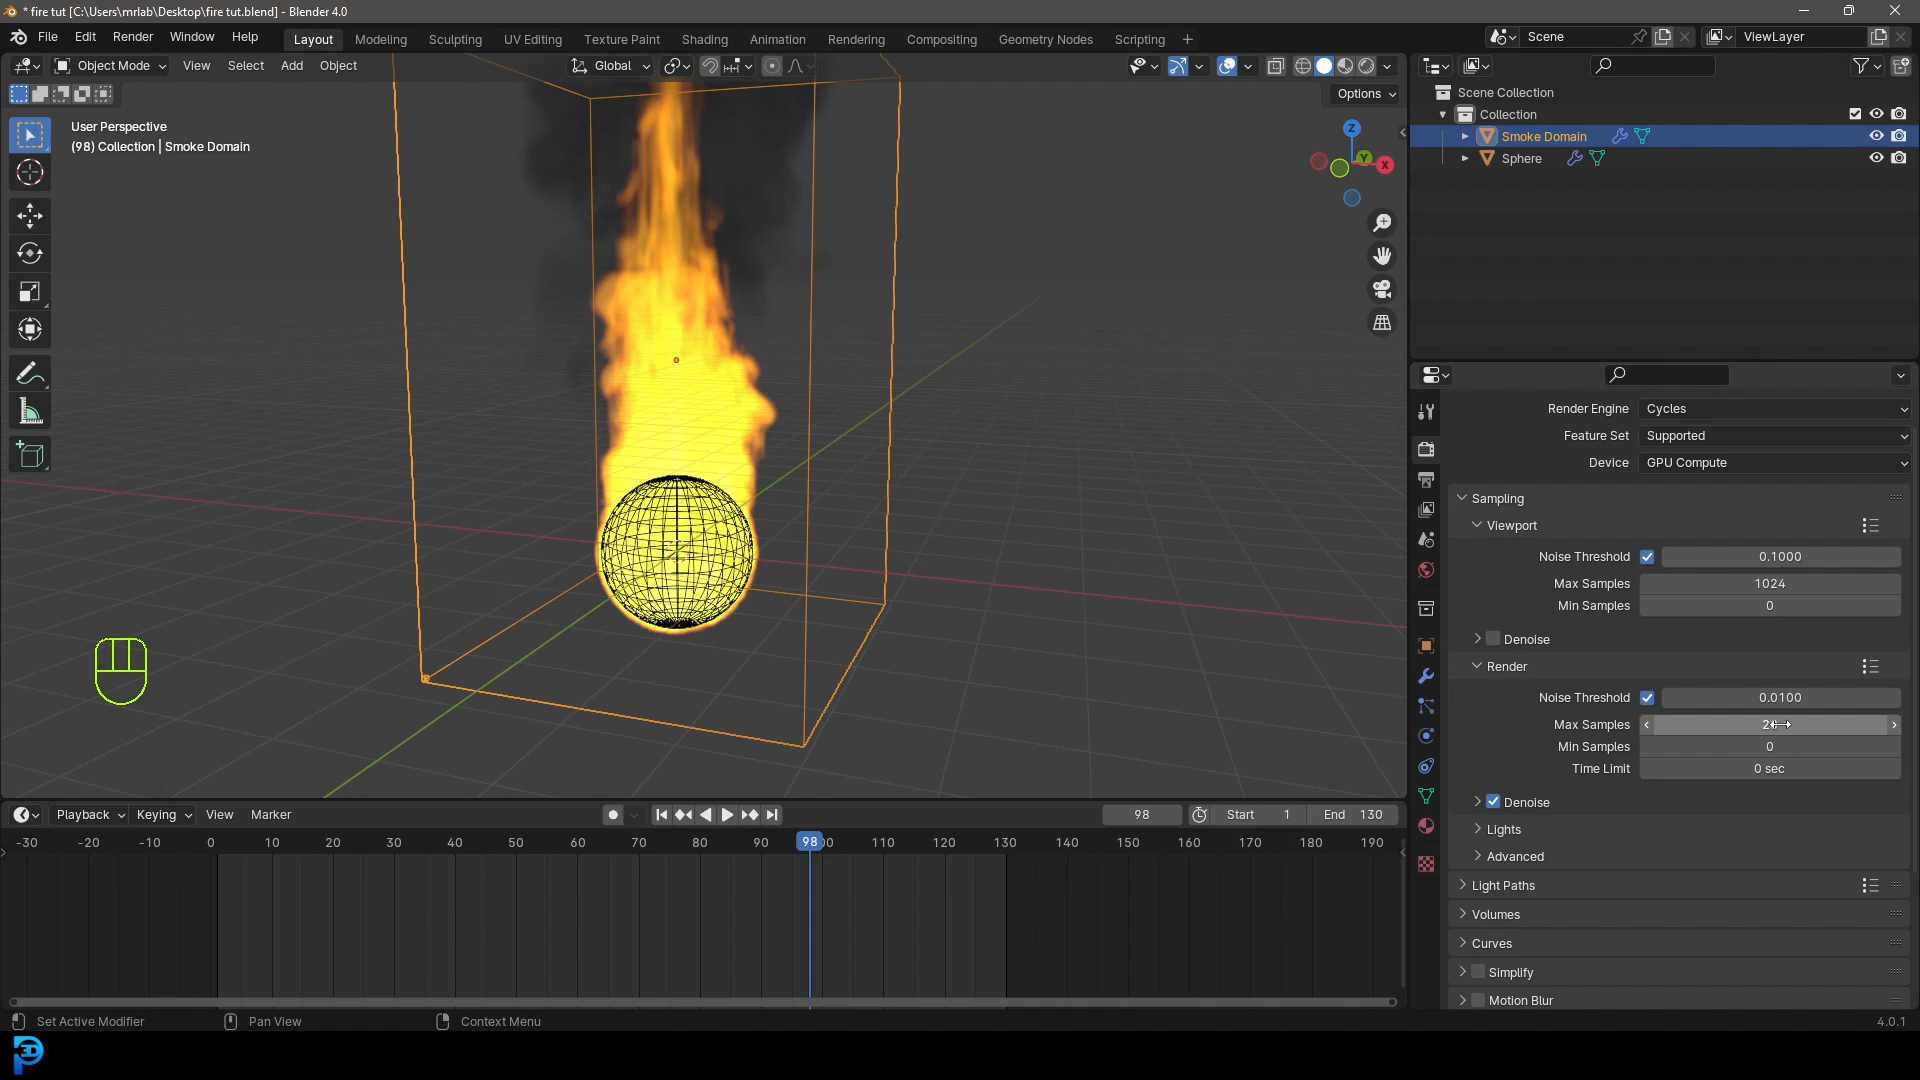 * fire tut [C:\Users\mrlab\Desktop\fire tut.blend] - Blender 4.0
File Edit Render Window Help Layout Modeling Sculpting UV Editing Texture Paint Shading Animation Rendering Compositing Geometry Nodes Scripting + Scene ViewLayer
Object Mode View Select Add Object Global
Options
User Perspective
(98) Collection | Smoke Domain
Z
Y
X
Scene Collection
Collection
Smoke Domain
Sphere
Render Engine Cycles
Feature Set Supported
Device GPU Compute
Sampling
Viewport
Noise Threshold 0.1000
Max Samples 1024
Min Samples 0
Denoise
Render
Noise Threshold 0.0100
Max Samples
Min Samples 0
Time Limit 0 sec
Denoise
Lights
Advanced
Light Paths
Volumes
Curves
Simplify
Motion Blur
Playback Keying View Marker 98 Start 1 End 130
-30 -20 -10 0 10 20 30 40 50 60 70 80 90 98 110 120 130 140 150 160 170 180 190
Set Active Modifier Pan View Context Menu 4.0.1
3D